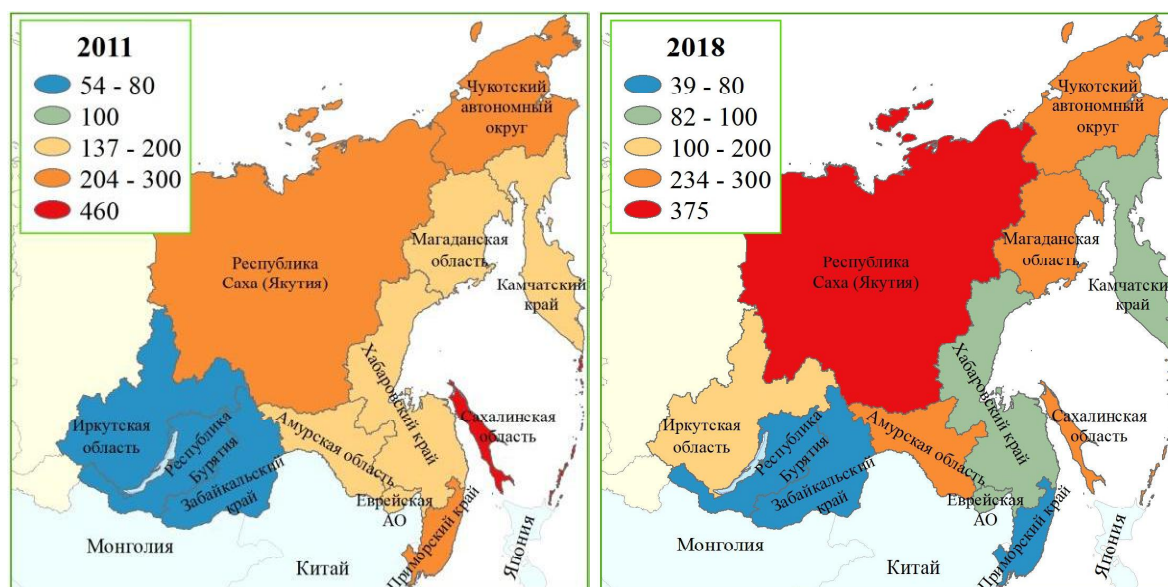 2011
54 - 80
100
137 - 200
204 - 300
460
Чукотский
автономный
округ
Магаданская
область
Республика
Саха (Якутия)
Камчатский
край
Хабаровский край
Сахалинская
область
Иркутская
область
Республика
Бурятия
Амурская область
Забайкальский
край
Еврейская
АО
Приморский край
Монголия
Китай
Япония
2018
39 - 80
82 - 100
100 - 200
234 - 300
375
Чукотский
автономный
округ
Магаданская
область
Республика
Саха (Якутия)
Камчатский
край
Хабаровский край
Сахалинская
область
Иркутская
область
Республика
Бурятия
Амурская область
Забайкальский
край
Еврейская
АО
Приморский край
Монголия
Китай
Япония